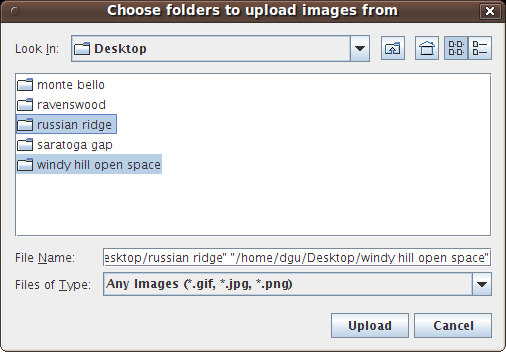 Choose folders to upload images from
Look In: Desktop
monte bello
ravenswood
russian ridge
saratoga gap
windy hill open space
File Name: esktop/russian ridge" "/home/dgu/Desktop/windy hill open space"
Files of Type: Any Images (*.gif, *.jpg, *.png)
Upload Cancel